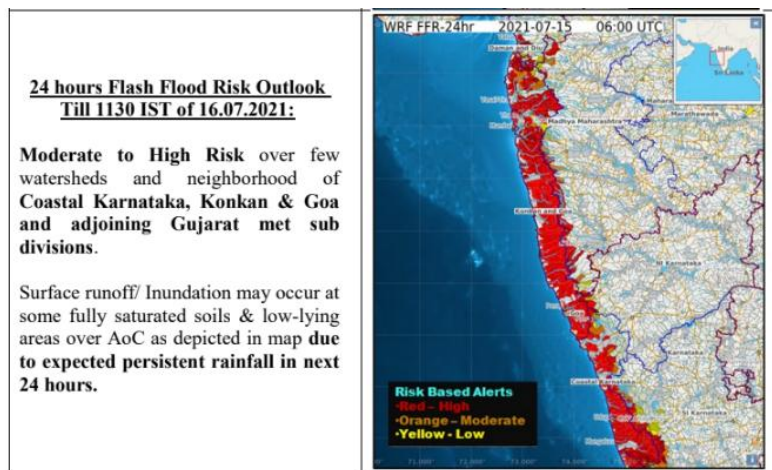 24 hours Flash Flood Risk Outlook
Till 1130 IST of 16.07.2021:
Moderate to High Risk over few
watersheds and neighborhood of
Coastal Karnataka, Konkan & Goa
and adjoining Gujarat met sub
divisions.
Surface runoff/ Inundation may occur at
some fully saturated soils & low-lying
areas over AoC as depicted in map due
to expected persistent rainfall in next
24 hours.
WRF FFR-24hr 2021-07-15 06:00 UTC
India
Sri Lanka
Daman and Diu
Mahara
Marathawada
Madhya Maharashtra
Konkan and Goa
NI Karnataka
Goa
Karnataka
Coastal Karnataka
SI Karnataka
Risk Based Alerts
•Red – High
•Orange – Moderate
•Yellow - Low